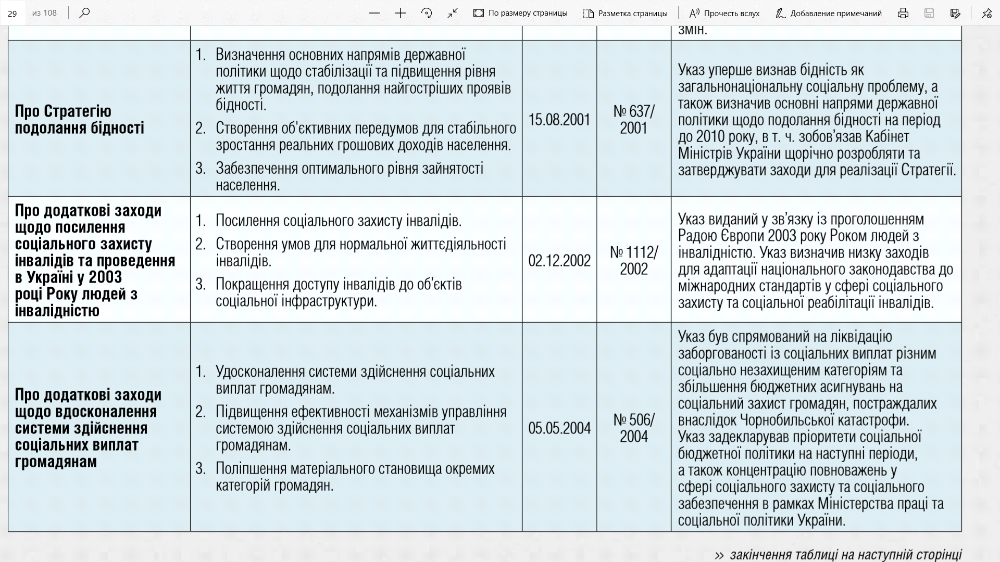 29 из 108 По размеру страницы Разметка страницы Прочесть вслух Добавление примечаний
змін.
Про Стратегію
подолання бідності
1. Визначення основних напрямів державної
політики щодо стабілізації та підвищення рівня
життя громадян, подолання найгостріших проявів
бідності.
2. Створення об'єктивних передумов для стабільного
зростання реальних грошових доходів населення.
3. Забезпечення оптимального рівня зайнятості
населення.
15.08.2001
№ 637/
2001
Указ уперше визнав бідність як
загальнонаціональну соціальну проблему, а
також визначив основні напрями державної
політики щодо подолання бідності на період
до 2010 року, в т. ч. зобов’язав Кабінет
Міністрів України щорічно розробляти та
затверджувати заходи для реалізації Стратегії.
Про додаткові заходи
щодо посилення
соціального захисту
інвалідів та проведення
в Україні у 2003
році Року людей з
інвалідністю
1. Посилення соціального захисту інвалідів.
2. Створення умов для нормальної життєдіяльності
інвалідів.
3. Покращення доступу інвалідів до об’єктів
соціальної інфраструктури.
02.12.2002
№ 1112/
2002
Указ виданий у зв’язку із проголошенням
Радою Європи 2003 року Роком людей з
інвалідністю. Указ визначив низку заходів
для адаптації національного законодавства до
міжнародних стандартів у сфері соціального
захисту та соціальної реабілітації інвалідів.
Про додаткові заходи
щодо вдосконалення
системи здійснення
соціальних виплат
громадянам
1. Удосконалення системи здійснення соціальних
виплат громадянам.
2. Підвищення ефективності механізмів управління
системою здійснення соціальних виплат
громадянам.
3. Поліпшення матеріального становища окремих
категорій громадян.
05.05.2004
№ 506/
2004
Указ був спрямований на ліквідацію
заборгованості із соціальних виплат різним
соціально незахищеним категоріям та
збільшення бюджетних асигнувань на
соціальний захист громадян, постраждалих
внаслідок Чорнобильської катастрофи.
Указ задекларував пріоритети соціальної
бюджетної політики на наступні періоди,
а також концентрацію повноважень у
сфері соціального захисту та соціального
забезпечення в рамках Міністерства праці та
соціальної політики України.
›› закінчення таблиці на наступній сторінці